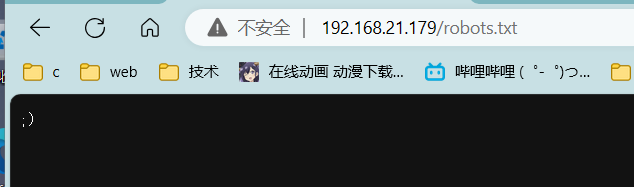 不安全 | 192.168.21.179/robots.txt
c web 技术 在线动画 动漫下载... 哔哩哔哩 ( ゜- ゜)つ...
;)